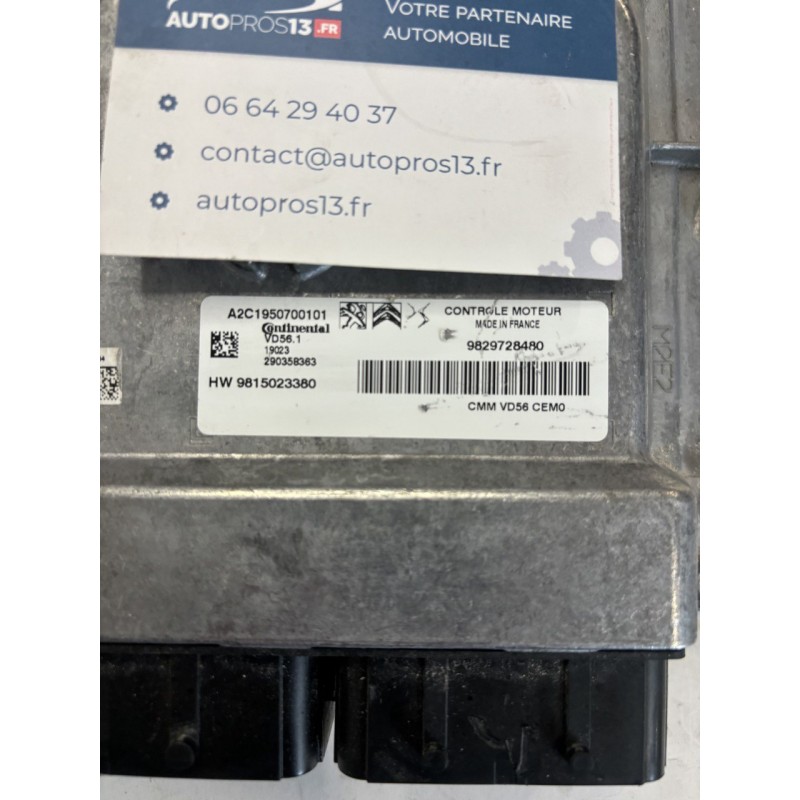 AUTOPROS13.FR
VOTRE PARTENAIRE
AUTOMOBILE
06 64 29 40 37
contact@autopros13.fr
autopros13.fr
A2C1950700101
Continental
VD56.1
19023
290358363
HW 9815023380
CONTROLE MOTEUR
MADE IN FRANCE
9829728480
CMM VD56 CEM0